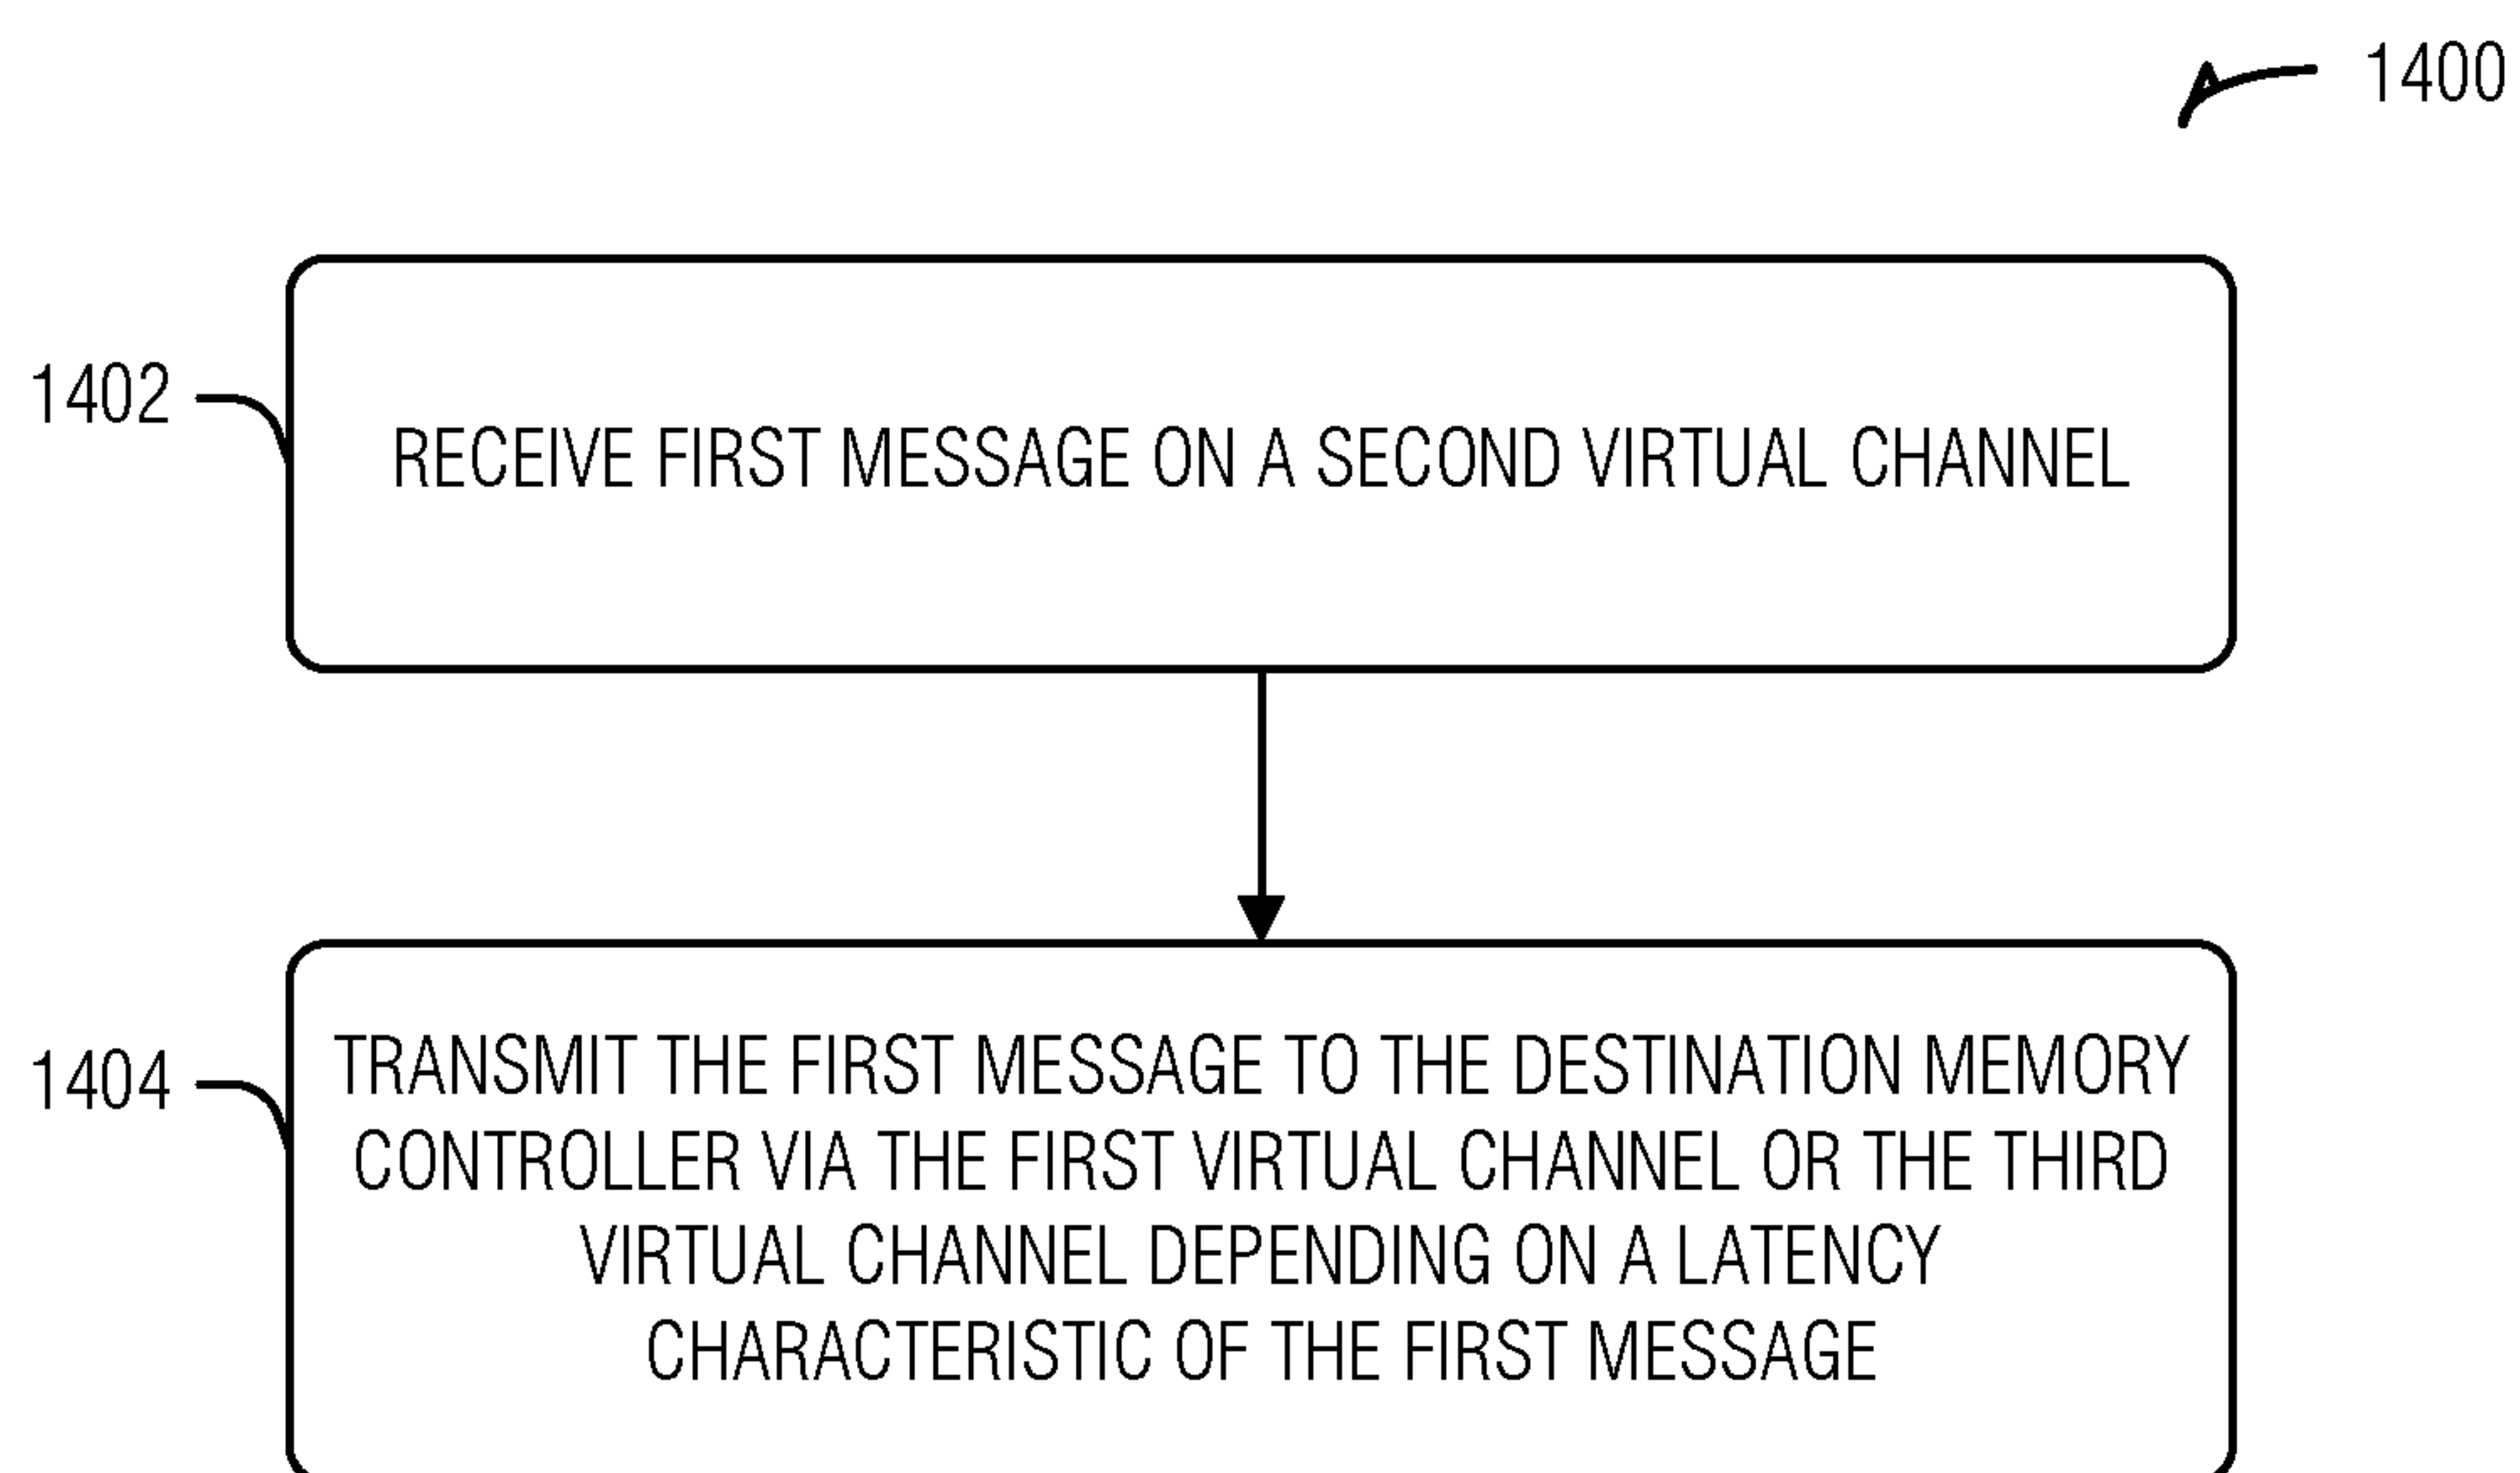 1400
1402
RECEIVE FIRST MESSAGE ON A SECOND VIRTUAL CHANNEL
1404
TRANSMIT THE FIRST MESSAGE TO THE DESTINATION MEMORY
CONTROLLER VIA THE FIRST VIRTUAL CHANNEL OR THE THIRD
VIRTUAL CHANNEL DEPENDING ON A LATENCY
CHARACTERISTIC OF THE FIRST MESSAGE